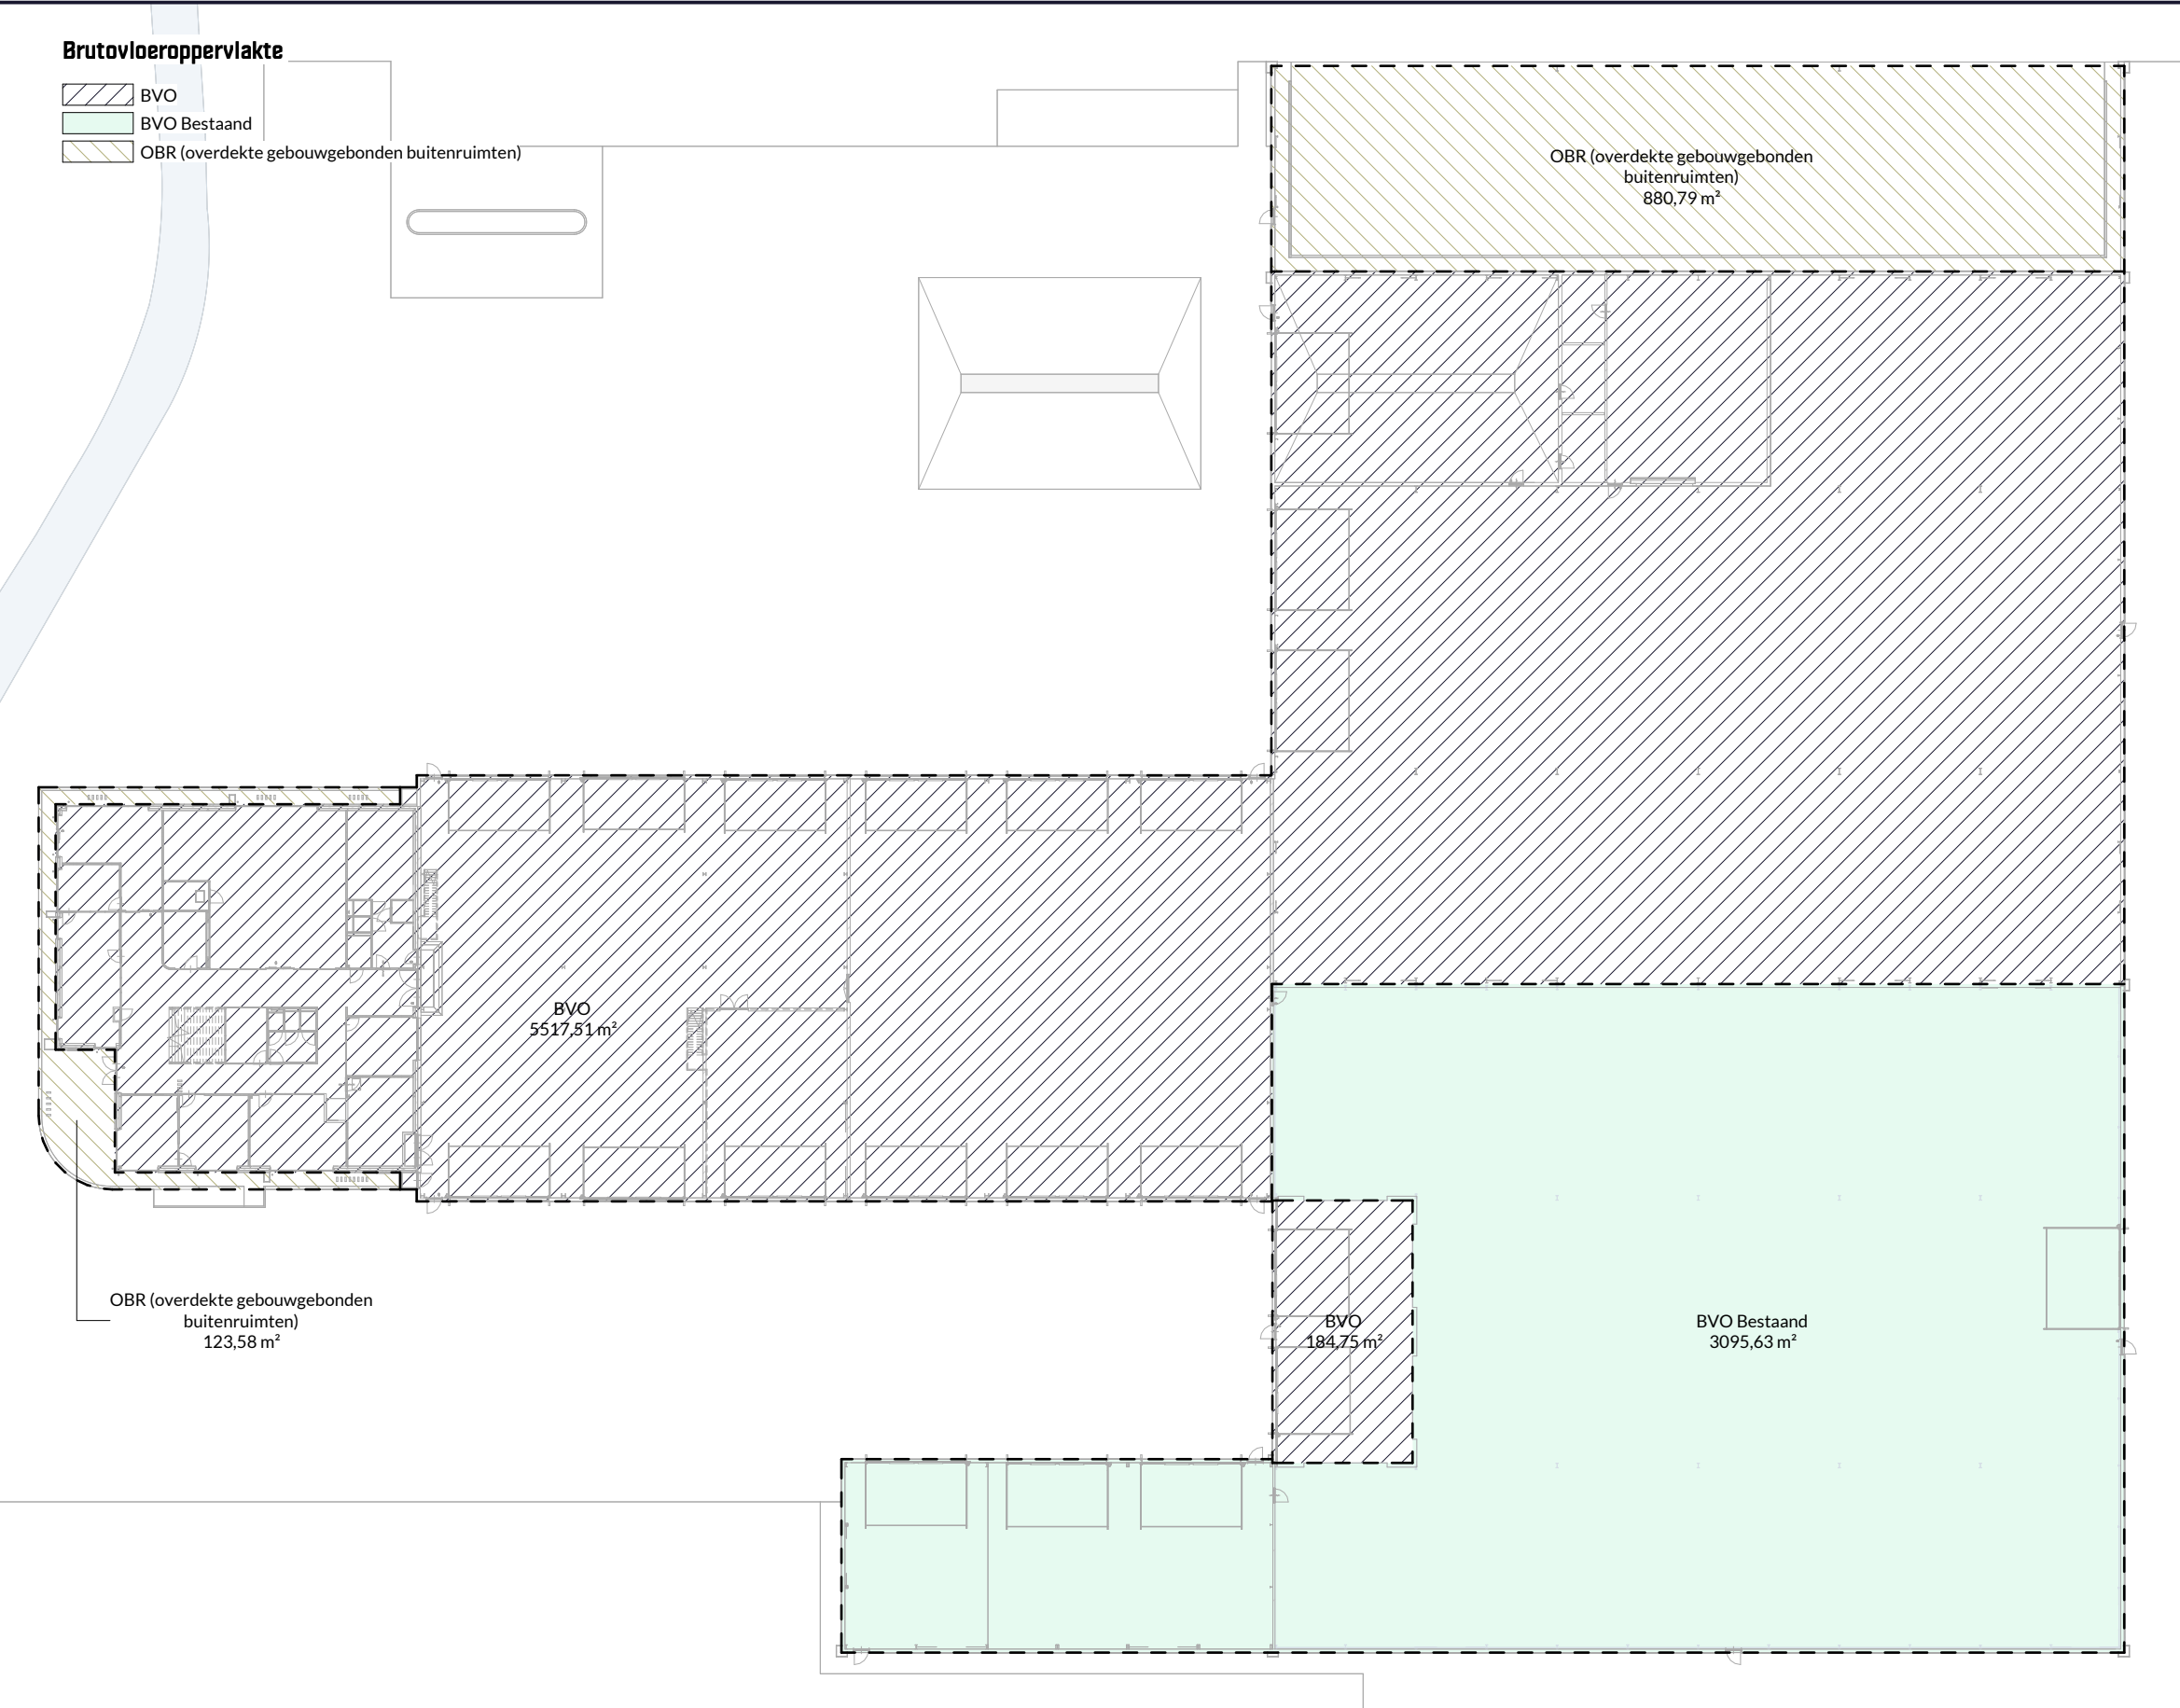 Brutovloeroppervlakte
BVO
BVO Bestaand
OBR (overdekte gebouwgebonden buitenruimten)
OBR (overdekte gebouwgebonden
buitenruimten)
880,79 m²
BVO
5517,51 m²
OBR (overdekte gebouwgebonden
buitenruimten)
123,58 m²
BVO
184,75 m²
BVO Bestaand
3095,63 m²